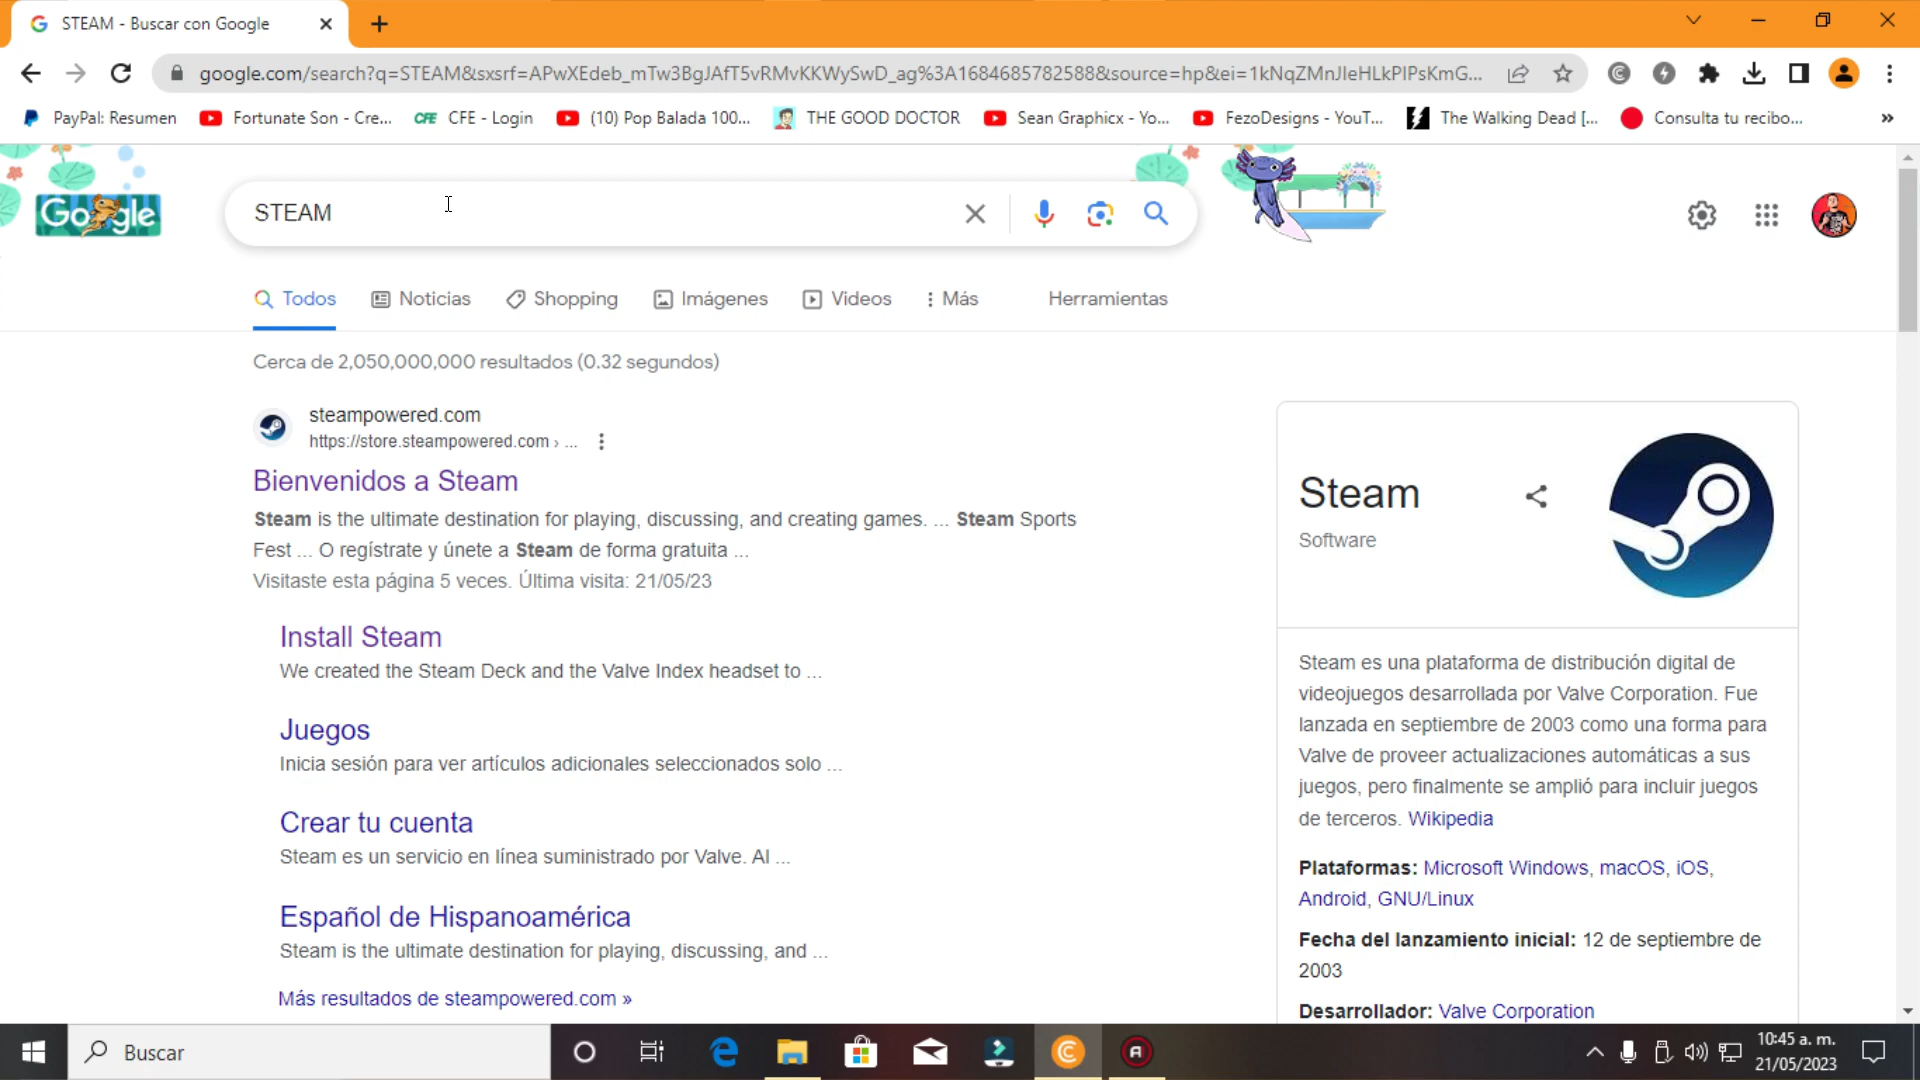 STEAM - Buscar con Google
google.com/search?q=STEAM&sxsrf=APwXEdeb_mTw3BgJAfT5vRMvKKWySwD_ag%3A1684685782588&source=hp&ei=1kNqZMnJIeHLkPIPsKmG...
PayPal: Resumen
Fortunate Son - Cre...
CFE CFE - Login
(10) Pop Balada 100...
THE GOOD DOCTOR
Sean Graphicx - Yo...
FezoDesigns - YouT...
The Walking Dead [...
Consulta tu recibo...
»
Google
STEAM
Todos
Noticias
Shopping
Imágenes
Videos
Más
Herramientas
Cerca de 2,050,000,000 resultados (0.32 segundos)
steampowered.com
https://store.steampowered.com › ...
Bienvenidos a Steam
Steam is the ultimate destination for playing, discussing, and creating games. ... Steam Sports
Fest ... O regístrate y únete a Steam de forma gratuita ...
Visitaste esta página 5 veces. Última visita: 21/05/23
Install Steam
We created the Steam Deck and the Valve Index headset to ...
Juegos
Inicia sesión para ver artículos adicionales seleccionados solo ...
Crear tu cuenta
Steam es un servicio en línea suministrado por Valve. Al ...
Español de Hispanoamérica
Steam is the ultimate destination for playing, discussing, and ...
Más resultados de steampowered.com »
Steam
Software
Steam es una plataforma de distribución digital de
videojuegos desarrollada por Valve Corporation. Fue
lanzada en septiembre de 2003 como una forma para
Valve de proveer actualizaciones automáticas a sus
juegos, pero finalmente se amplió para incluir juegos
de terceros. Wikipedia
Plataformas: Microsoft Windows, macOS, iOS,
Android, GNU/Linux
Fecha del lanzamiento inicial: 12 de septiembre de
2003
Desarrollador: Valve Corporation
Buscar
10:45 a. m.
21/05/2023